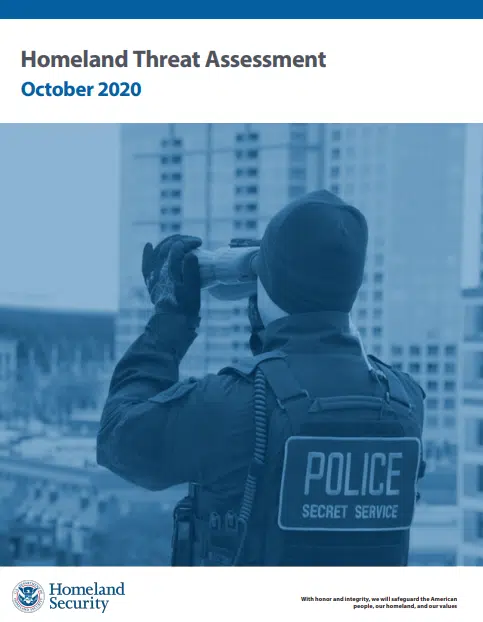 Homeland Threat Assessment
October 2020
POLICE
SECRET SERVICE
Homeland
Security
With honor and integrity, we will safeguard the American
people, our homeland, and our values